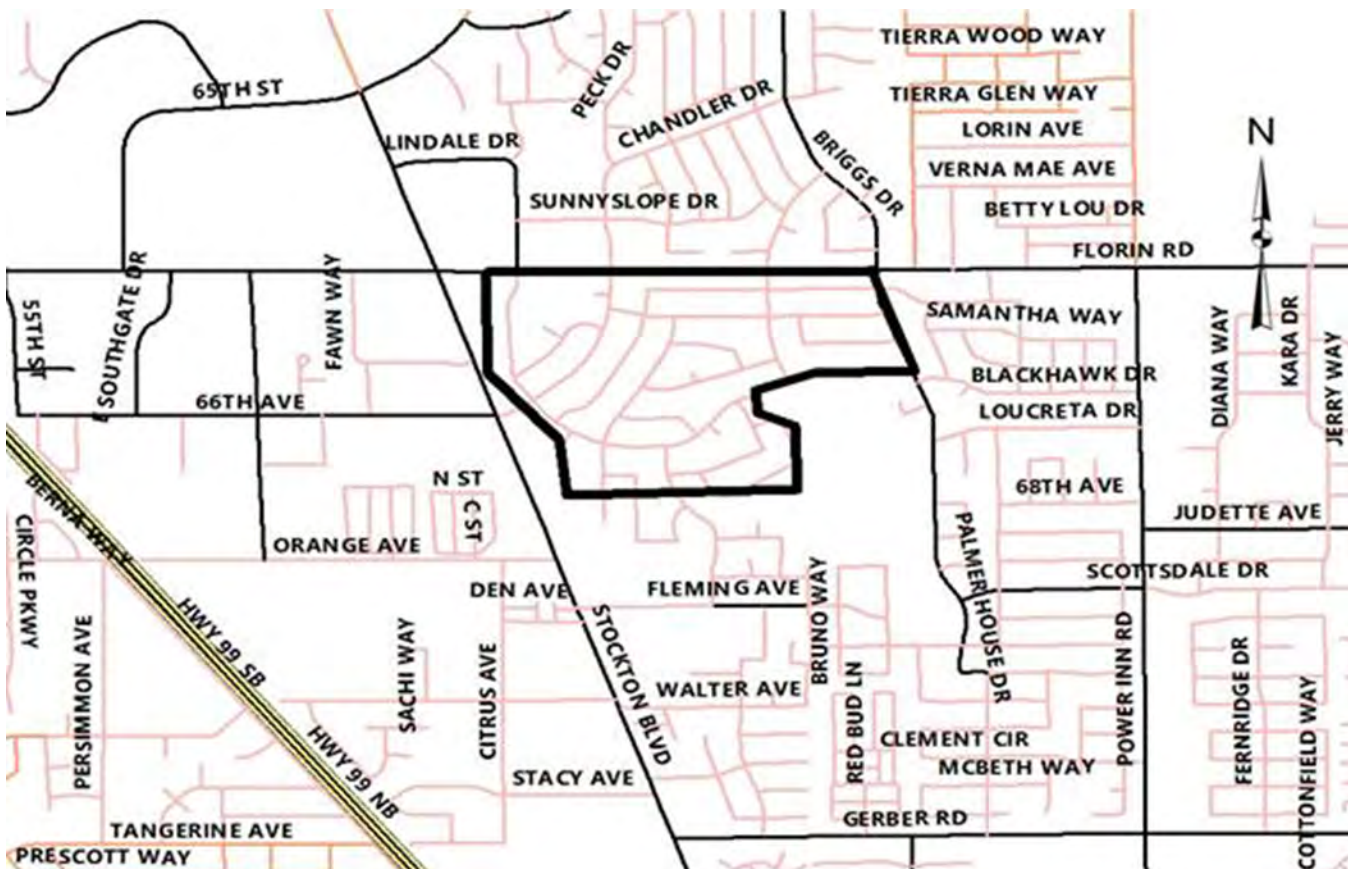 TIERRA WOOD WAY
PECK DR
65TH ST
CHANDLER DR
TIERRA GLEN WAY
LINDALE DR
LORIN AVE
N
BRIGGS DR
VERNA MAE AVE
SUNNYSLOPE DR
BETTY LOU DR
FLORIN RD
55TH ST
E SOUTHGATE DR
FAWN WAY
SAMANTHA WAY
DIANA WAY
KARA DR
JERRY WAY
66TH AVE
BLACKHAWK DR
LOUCRETA DR
N ST
C ST
68TH AVE
BERNA WAY
CIRCLE PKWY
ORANGE AVE
PALMER HOUSE DR
JUDETTE AVE
DEN AVE
FLEMING AVE
SCOTTSDALE DR
HWY 99 SB
STOCKTON BLVD
BRUNO WAY
PERSIMMON AVE
SACHI WAY
CITRUS AVE
WALTER AVE
RED BUD LN
POWER INN RD
FERNRIDGE DR
COTTONFIELD WAY
HWY 99 NB
CLEMENT CIR
STACY AVE
MCBETH WAY
TANGERINE AVE
GERBER RD
PRESCOTT WAY